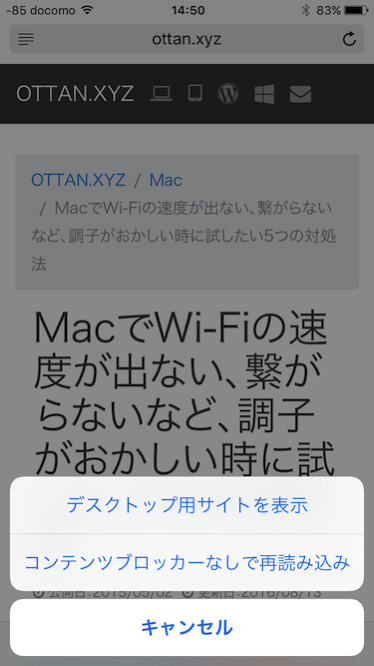 -85 docomo 14:50 83%
ottan.xyz
OTTAN.XYZ
OTTAN.XYZ / Mac
/ MacでWi-Fiの速度が出ない、繋がらない
など、調子がおかしい時に試したい5つの対処
法
MacでWi-Fiの速
度が出ない、繋が
らないなど、調子
がおかしい時に試
デスクトップ用サイトを表示
コンテンツブロッカーなしで再読み込み
公開日:2015/05/02 更新日:2016/08/13
キャンセル